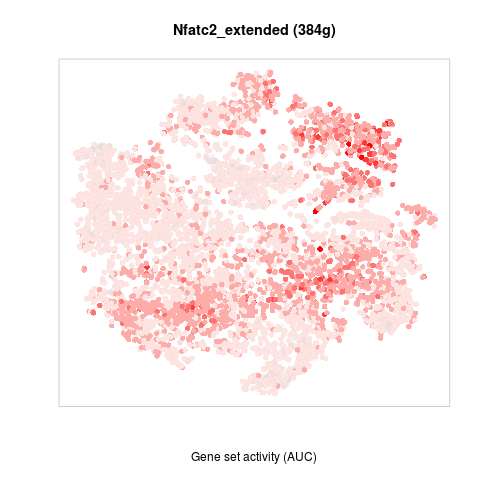 Nfatc2_extended (384g)
Gene set activity (AUC)